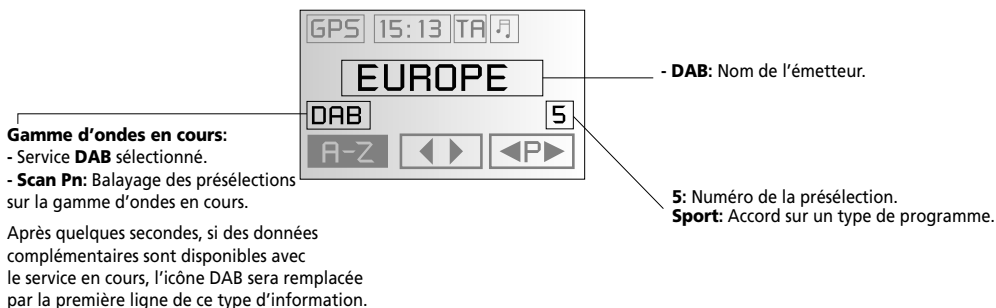 GPS 15:13 TA
EUROPE
DAB 5
A-Z ◀ ▶ ◀P▶
- DAB: Nom de l'émetteur.
Gamme d'ondes en cours:
- Service DAB sélectionné.
- Scan Pn: Balayage des présélections
sur la gamme d'ondes en cours.
Après quelques secondes, si des données
complémentaires sont disponibles avec
le service en cours, l'icône DAB sera remplacée
par la première ligne de ce type d'information.
5: Numéro de la présélection.
Sport: Accord sur un type de programme.